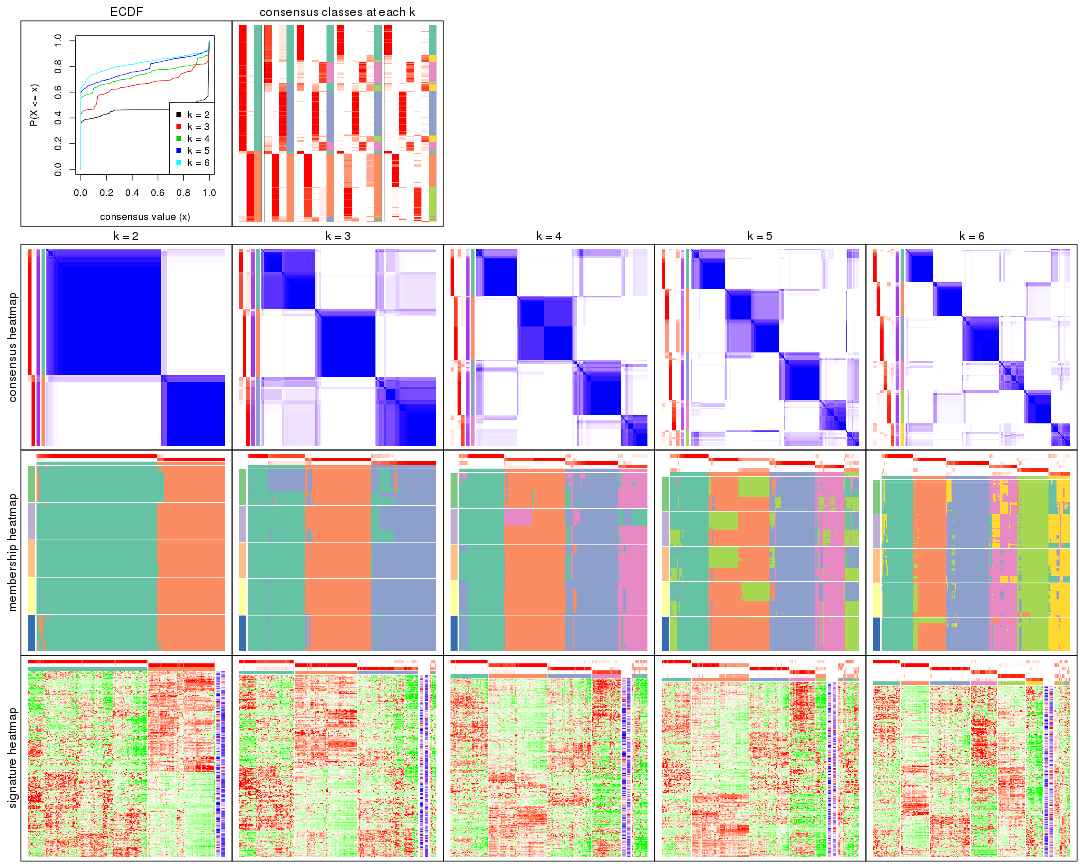 ECDF
consensus classes at each k
P(X <= x)
0.0 0.2 0.4 0.6 0.8 1.0
k = 2
k = 3
k = 4
k = 5
k = 6
0.0 0.2 0.4 0.6 0.8 1.0
consensus value (x)
k = 2 k = 3 k = 4 k = 5 k = 6
consensus heatmap
membership heatmap
signature heatmap